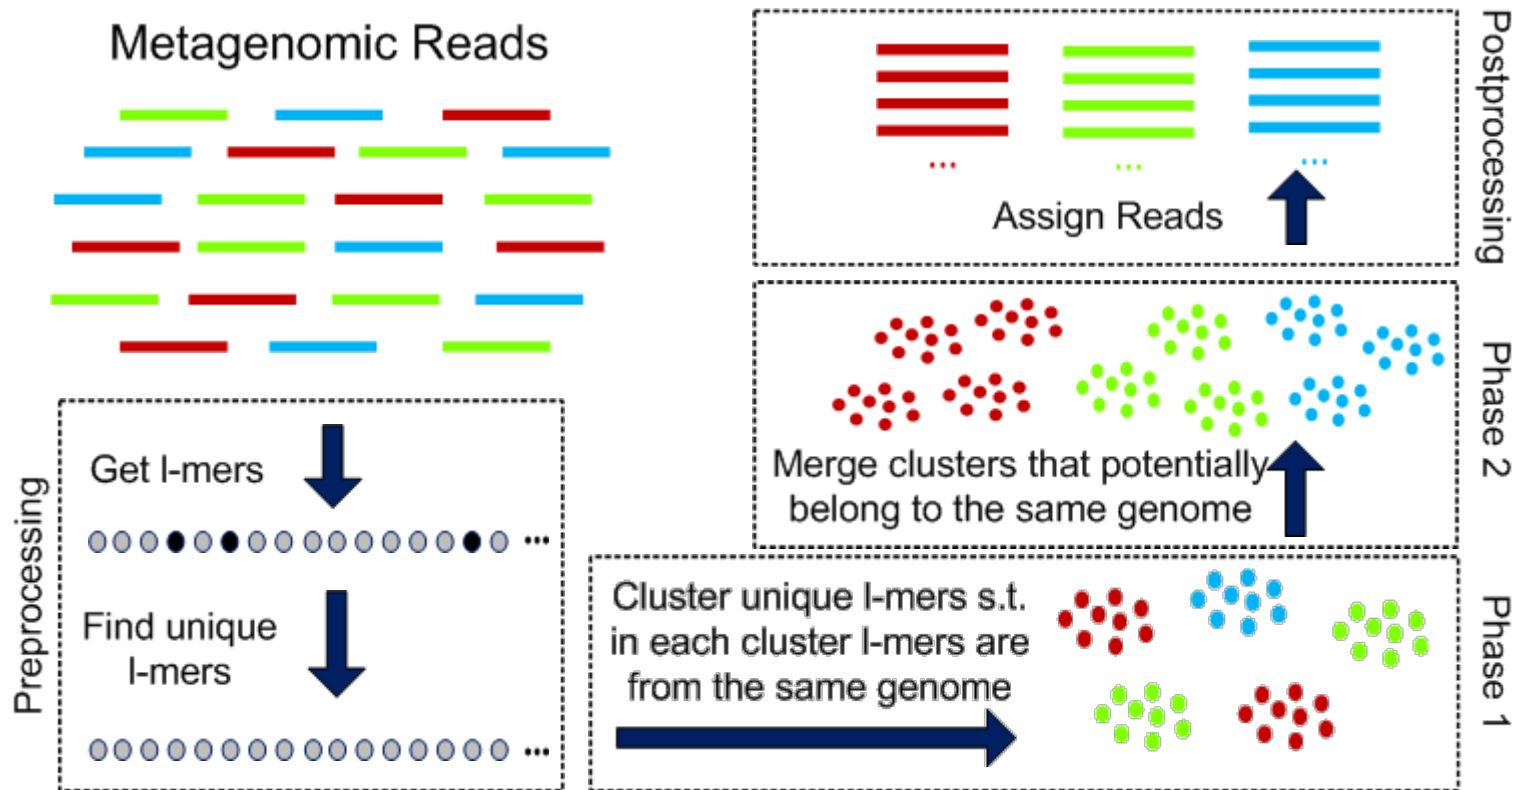 Metagenomic Reads
Preprocessing
Get l-mers
...
Find unique
l-mers
...
Cluster unique l-mers s.t.
in each cluster l-mers are
from the same genome
Phase 1
Merge clusters that potentially
belong to the same genome
Phase 2
... ... ...
Assign Reads
Postprocessing